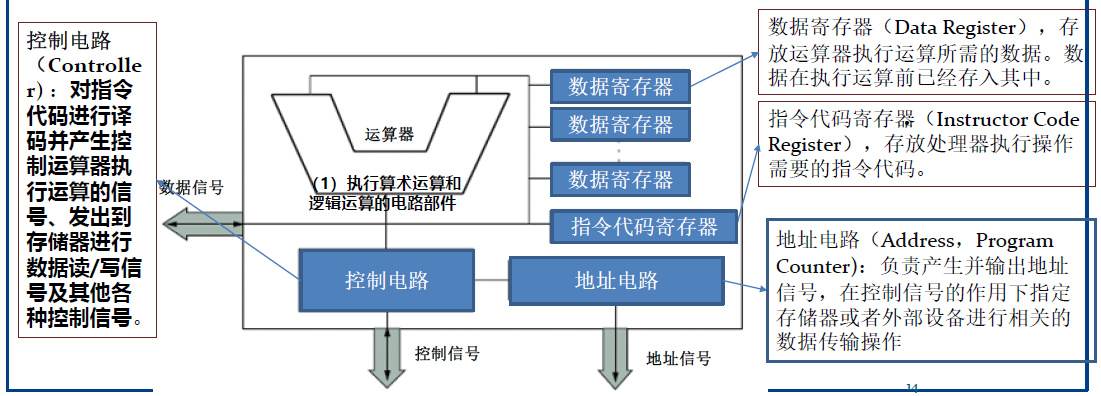 控制电路
（Controlle
r)：对指令
代码进行译
码并产生控
制运算器执
行运算的信
号、发出到
存储器进行
数据读/写信
号及其他各
种控制信号。
数据信号
运算器
（1）执行算术运算和
逻辑运算的电路部件
数据寄存器
数据寄存器
数据寄存器
指令代码寄存器
控制电路
地址电路
控制信号
地址信号
数据寄存器（Data Register），存
放运算器执行运算所需的数据。数
据在执行运算前已经存入其中。
指令代码寄存器（Instructor Code
Register），存放处理器执行操作
需要的指令代码。
地址电路（Address，Program
Counter)：负责产生并输出地址
信号，在控制信号的作用下指定
存储器或者外部设备进行相关的
数据传输操作
14